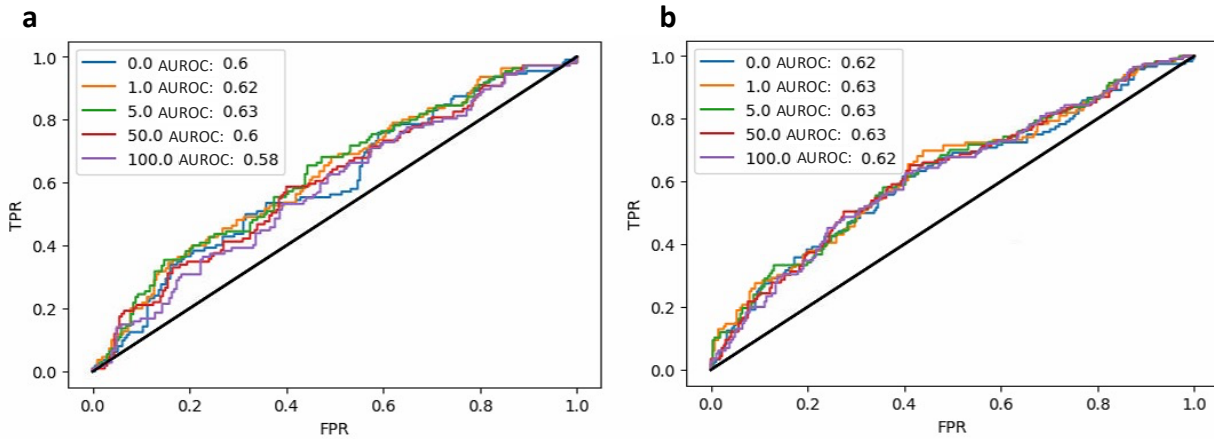 a
1.0
0.8
0.6
0.4
0.2
0.0
TPR
0.0 AUROC: 0.6
1.0 AUROC: 0.62
5.0 AUROC: 0.63
50.0 AUROC: 0.6
100.0 AUROC: 0.58
0.0 0.2 0.4 0.6 0.8 1.0
FPR
b
1.0
0.8
0.6
0.4
0.2
0.0
TPR
0.0 AUROC: 0.62
1.0 AUROC: 0.63
5.0 AUROC: 0.63
50.0 AUROC: 0.63
100.0 AUROC: 0.62
0.0 0.2 0.4 0.6 0.8 1.0
FPR